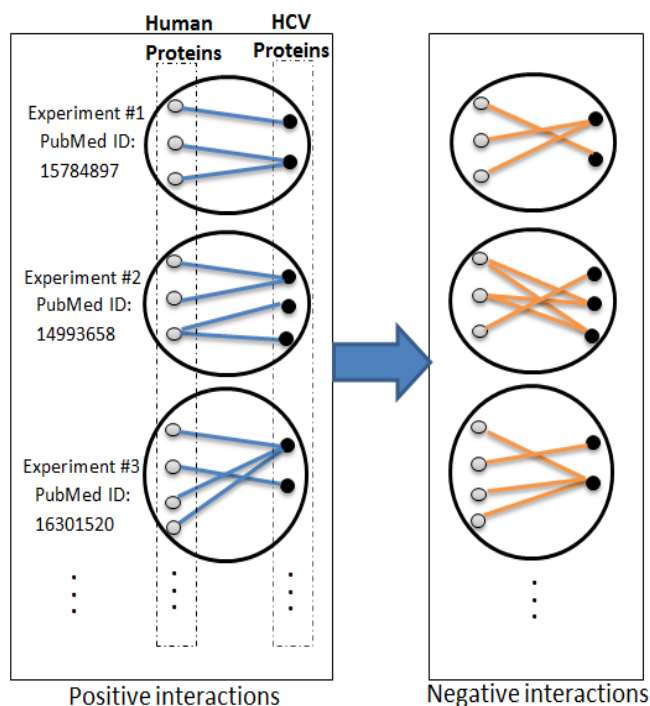 Human
Proteins
HCV
Proteins
Experiment #1
PubMed ID:
15784897
Experiment #2
PubMed ID:
14993658
Experiment #3
PubMed ID:
16301520
Positive interactions
Negative interactions